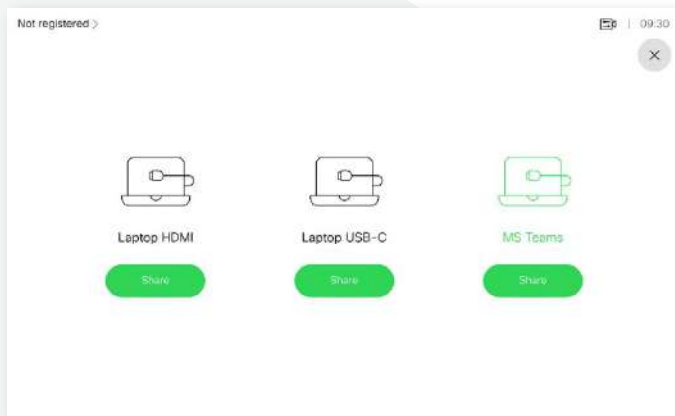 Not registered >
| 09:30
Laptop HDMI
Laptop USB-C
MS Teams
Share
Share
Share